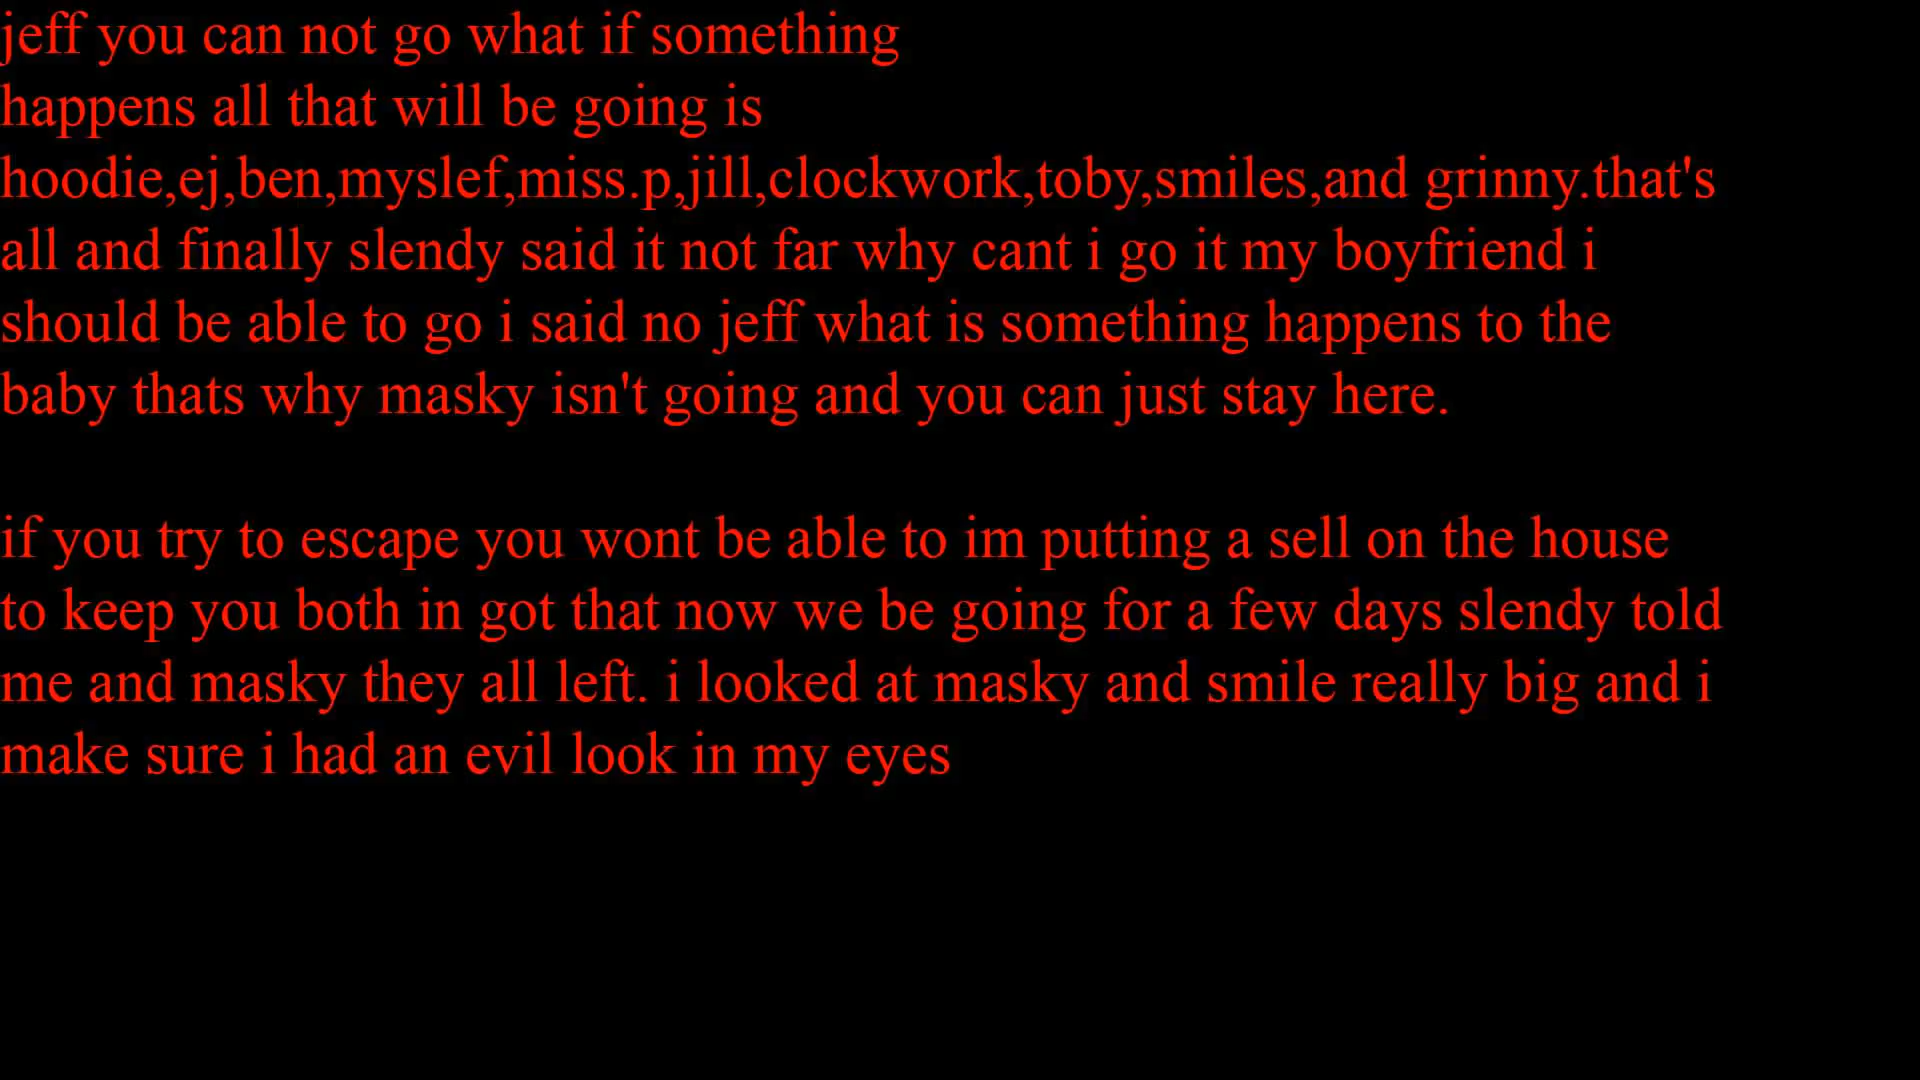 jeff you can not go what if something
happens all that will be going is
hoodie,ej,ben,myslef,miss.p,jill,clockwork,toby,smiles,and grinny.that's
all and finally slendy said it not far why cant i go it my boyfriend i
should be able to go i said no jeff what is something happens to the
baby thats why masky isn't going and you can just stay here.
if you try to escape you wont be able to im putting a sell on the house
to keep you both in got that now we be going for a few days slendy told
me and masky they all left. i looked at masky and smile really big and i
make sure i had an evil look in my eyes